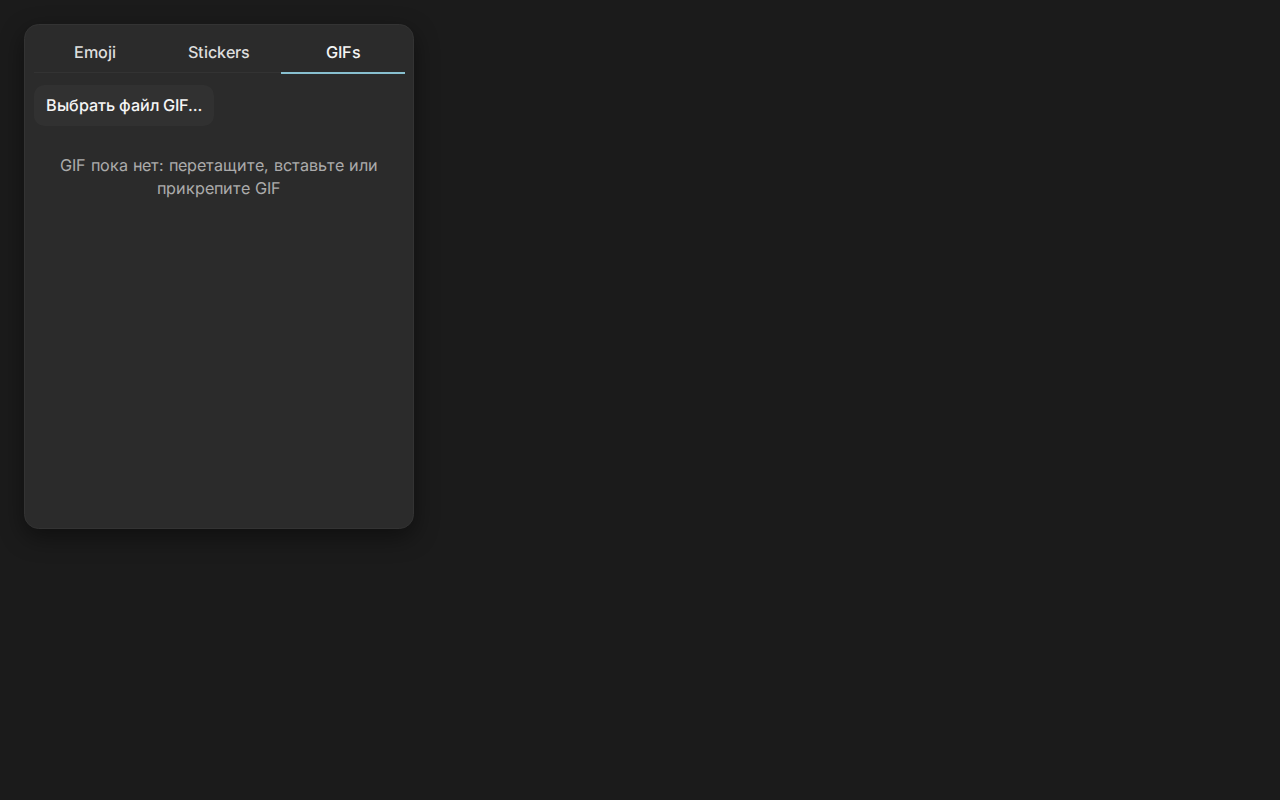 Emoji
Stickers
GIFs
Выбрать файл GIF...
GIF пока нет: перетащите, вставьте или
прикрепите GIF